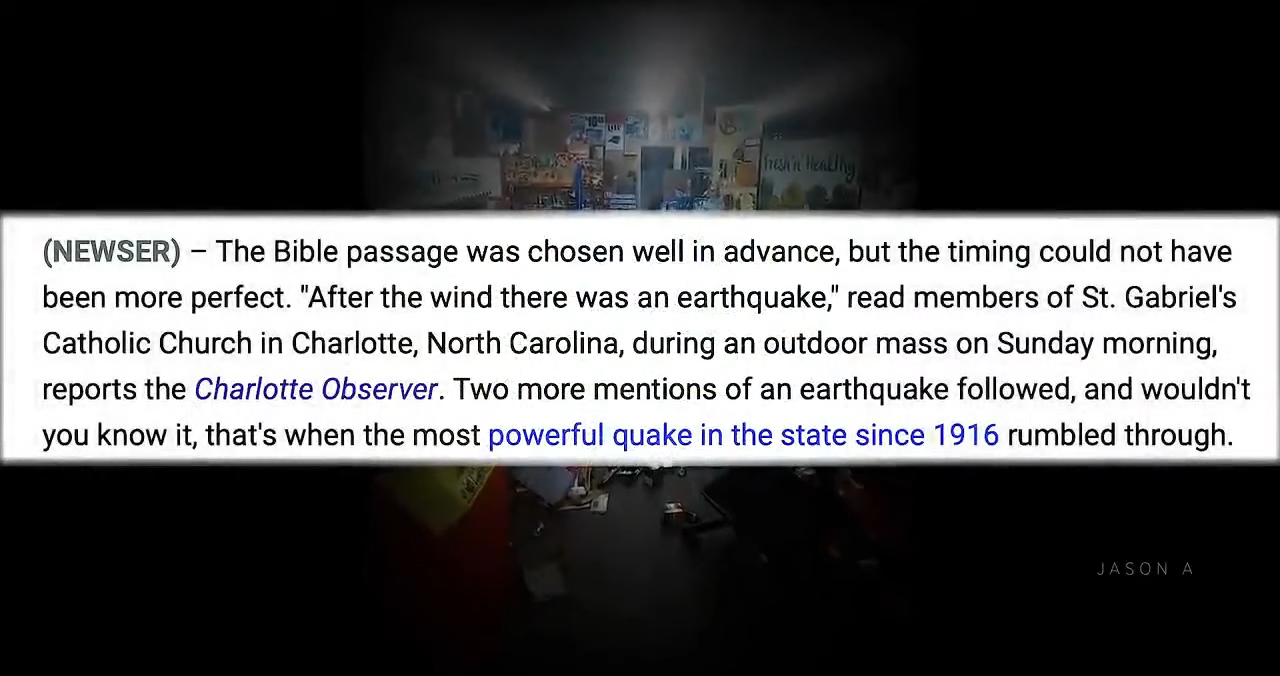 Fresh'n'Healthy
(NEWSER) – The Bible passage was chosen well in advance, but the timing could not have
been more perfect. "After the wind there was an earthquake," read members of St. Gabriel's
Catholic Church in Charlotte, North Carolina, during an outdoor mass on Sunday morning,
reports the Charlotte Observer. Two more mentions of an earthquake followed, and wouldn't
you know it, that's when the most powerful quake in the state since 1916 rumbled through.
JASON A